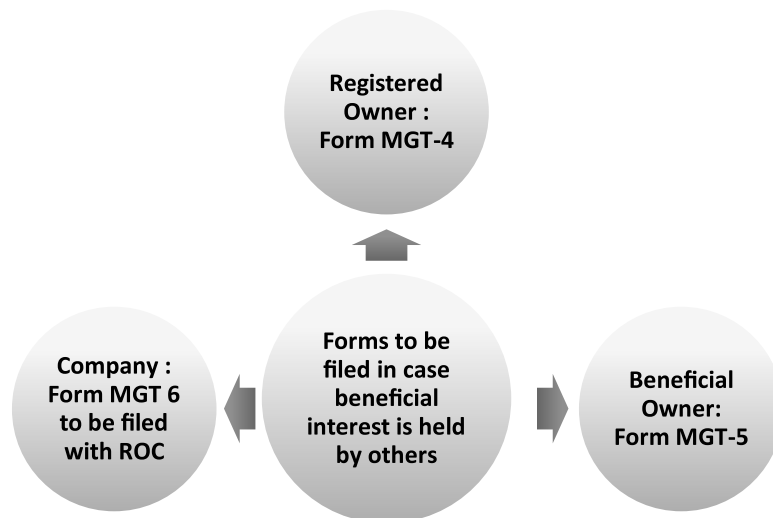 Registered
Owner :
Form MGT-4
Forms to be
filed in case
beneficial
interest is held
by others
Company :
Form MGT 6
to be filed
with ROC
Beneficial
Owner:
Form MGT-5